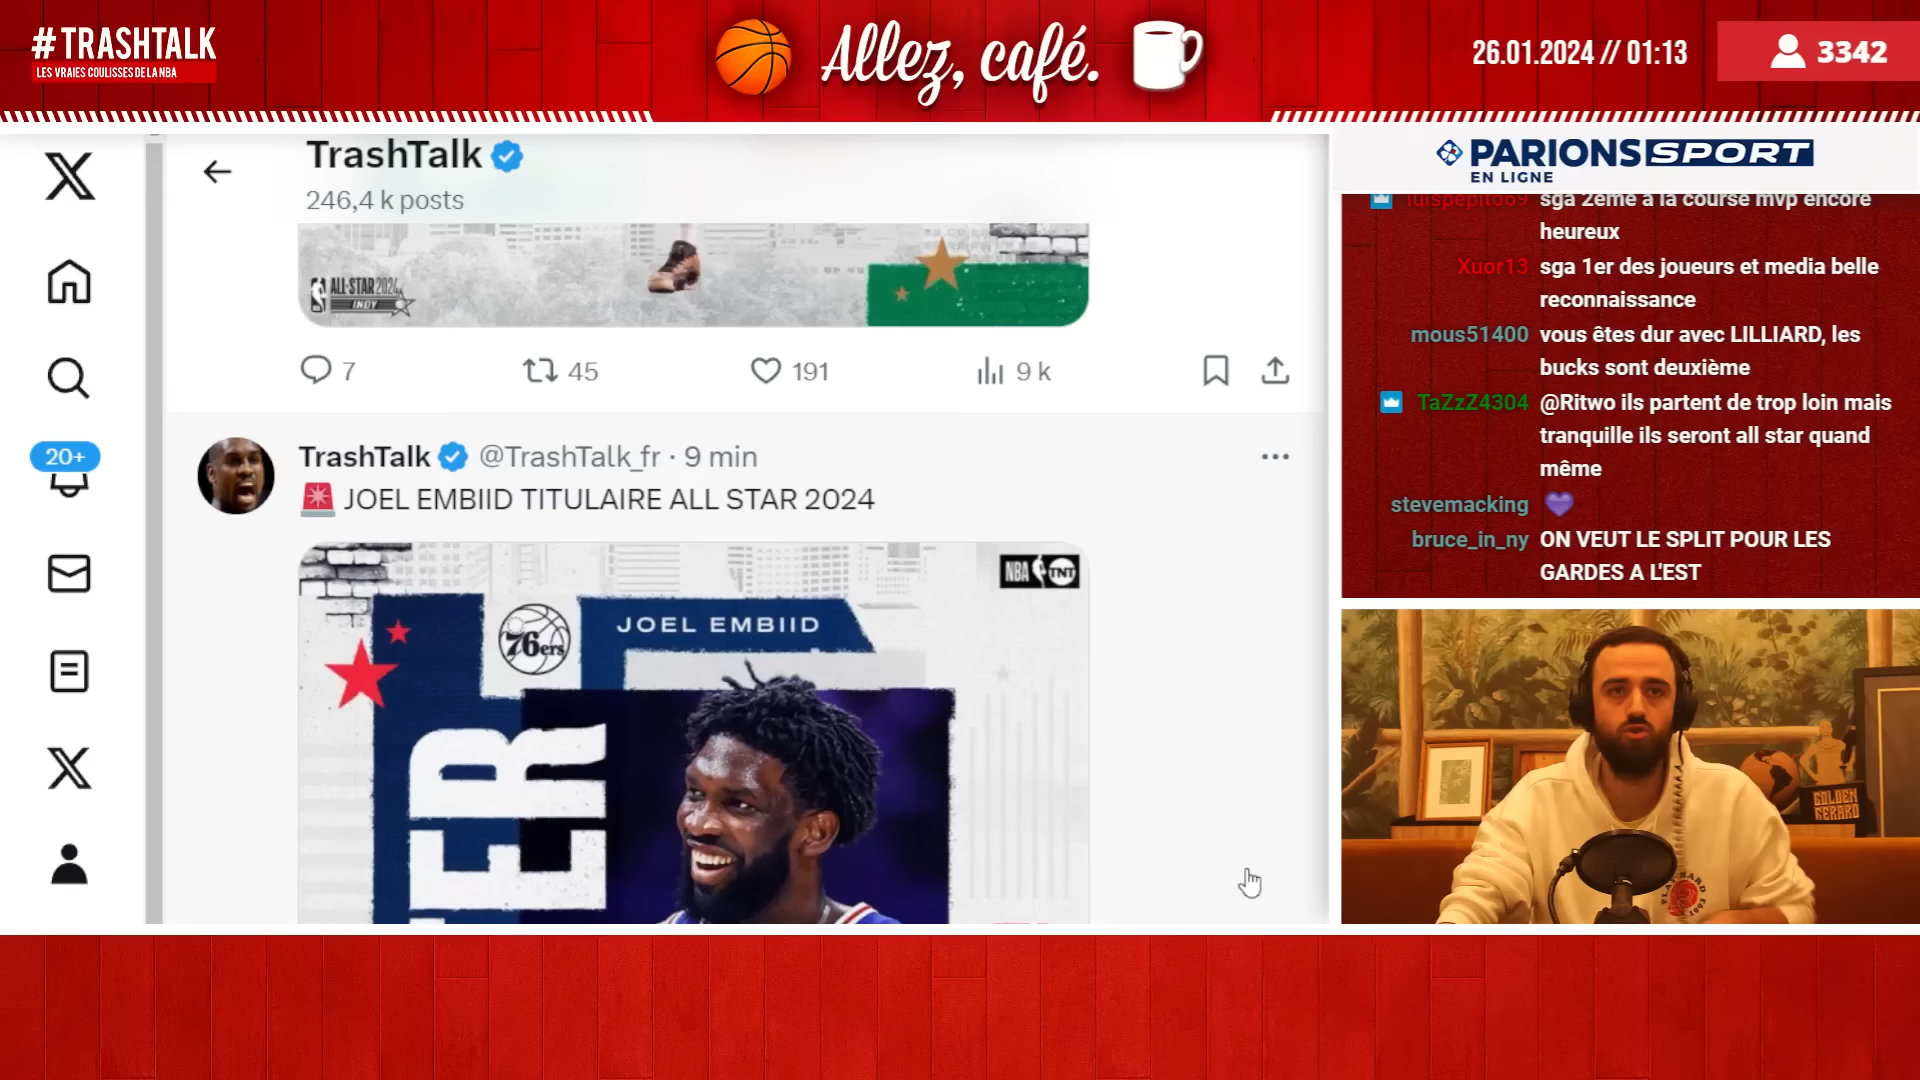 #TRASHTALK
LES VRAIES COULISSES DE LA NBA
Allez, café.
26.01.2024 // 01:13
3342
TrashTalk
246,4 k posts
ALL-STAR 2024
INDY
7
45
191
9 k
20+
TrashTalk @TrashTalk_fr · 9 min
JOEL EMBIID TITULAIRE ALL STAR 2024
NBA TNT
76ers
JOEL EMBIID
TER
PARIONS SPORT
EN LIGNE
luispepito69 sga 2eme a la course mvp encore
heureux
Xuor13 sga 1er des joueurs et media belle
reconnaissance
mous51400 vous êtes dur avec LILLIARD, les
bucks sont deuxième
TaZzZ4304 @Ritwo ils partent de trop loin mais
tranquille ils seront all star quand
même
stevemacking
bruce_in_ny ON VEUT LE SPLIT POUR LES
GARDES A L'EST
GOLDEN
GERARD